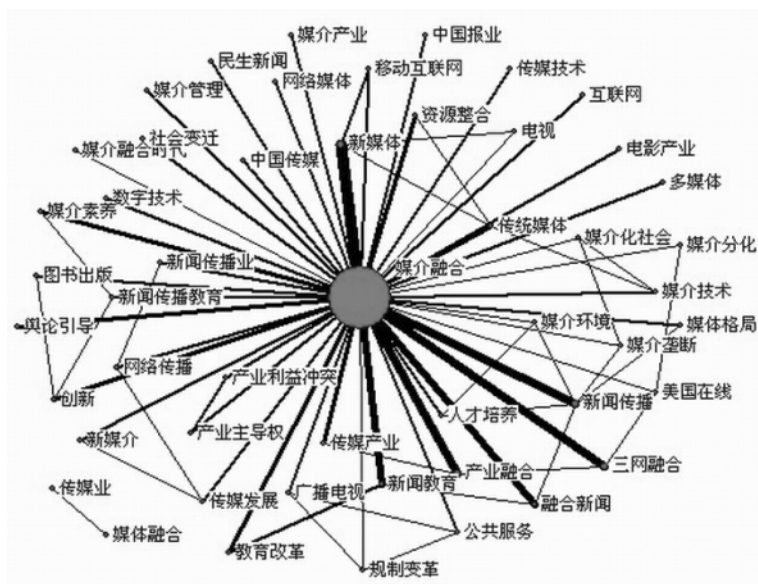 媒介产业
中国报业
民生新闻
移动互联网
传媒技术
网络媒体
媒介管理
互联网
资源整合
社会变迁
新媒体
电视
媒介融合时代
电影产业
中国传媒
多媒体
数字技术
媒介素养
传统媒体
媒介化社会
媒介分化
新闻传播业
媒介融合
图书出版
媒介技术
新闻传播教育
舆论引导
媒介环境
媒体格局
媒介垄断
网络传播
产业利益冲突
美国在线
创新
新闻传播
人才培养
产业主导权
新媒介
传媒产业
三网融合
产业融合
传媒业
新闻教育
传媒发展
广播电视
融合新闻
媒体融合
公共服务
教育改革
规制变革